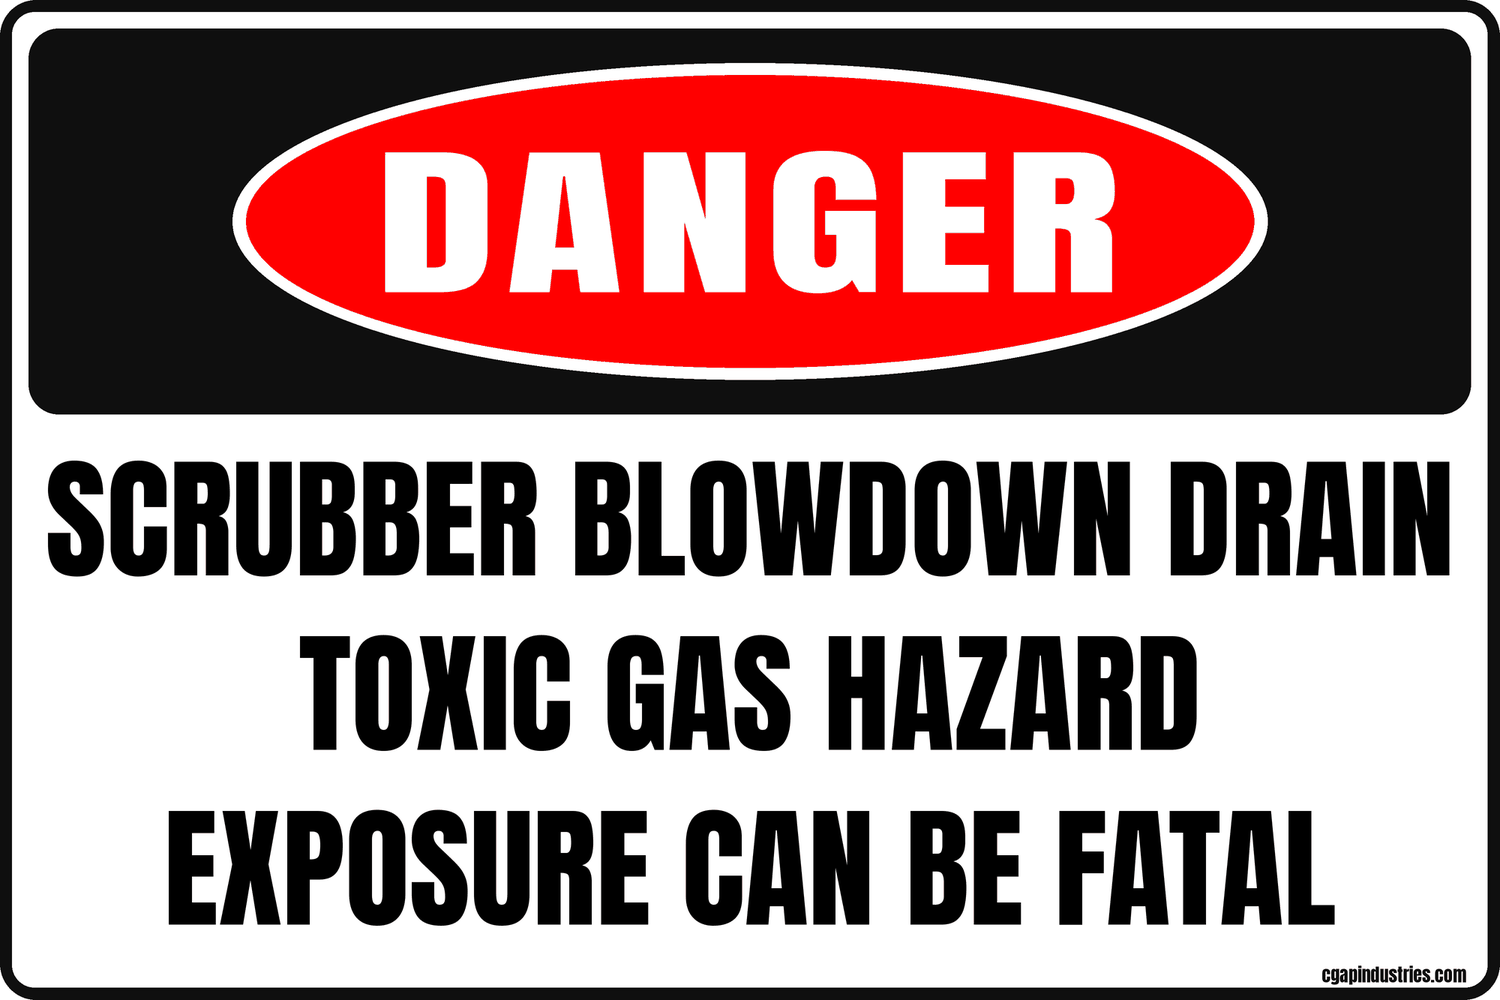 DANGER
SCRUBBER BLOWDOWN DRAIN
TOXIC GAS HAZARD
EXPOSURE CAN BE FATAL
cgapindustries.com